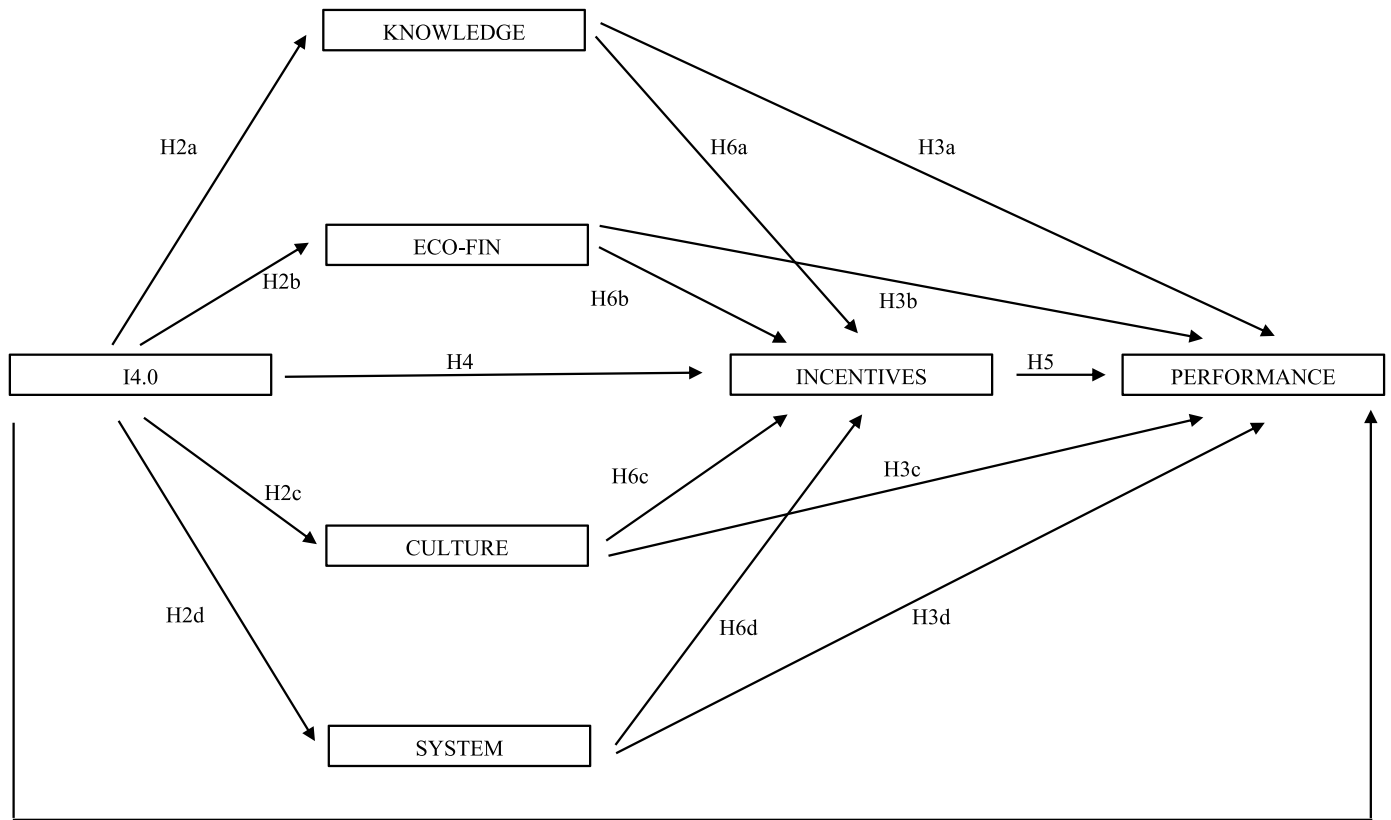 KNOWLEDGE
H2a
H6a
H3a
ECO-FIN
H2b
H6b
H3b
I4.0
H4
INCENTIVES
H5
PERFORMANCE
H2c
H6c
H3c
CULTURE
H2d
H6d
H3d
SYSTEM